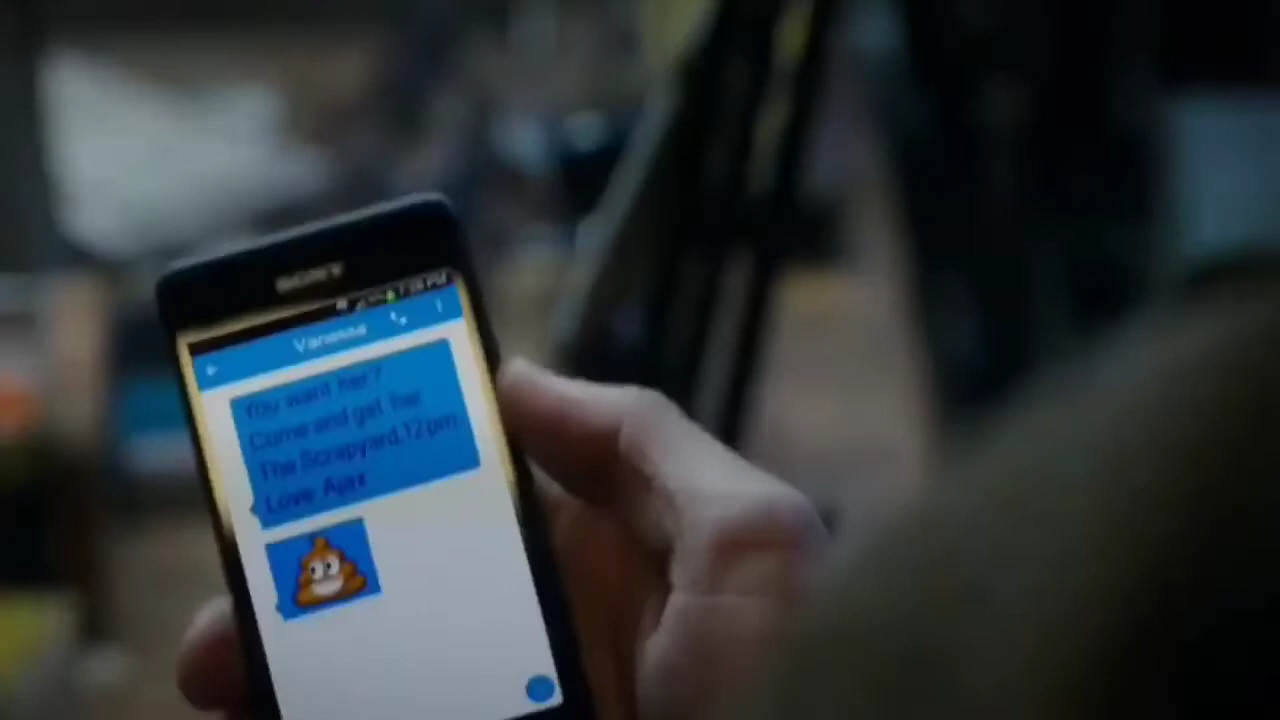 SONY
Vanessa
You want her?
Come and get her
The Scrapyard,12pm
Love Ajax